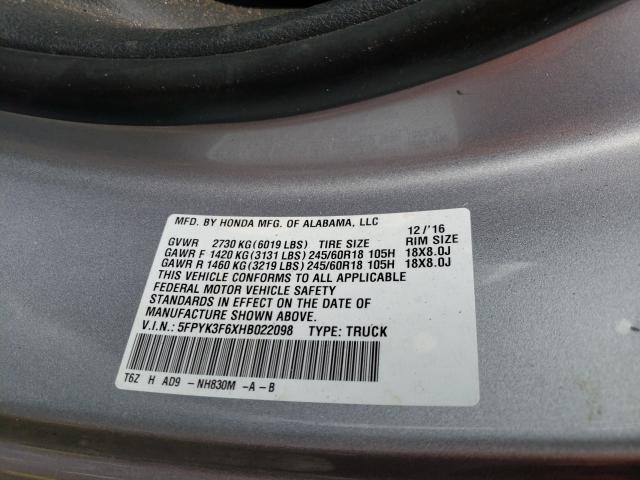 MFD. BY HONDA MFG. OF ALABAMA, LLC 12/'16
GVWR 2730 KG(6019 LBS) TIRE SIZE RIM SIZE
GAWR F 1420 KG(3131 LBS)245/60R18 105H 18X8.0J
GAWR R 1460 KG(3219 LBS)245/60R18 105H 18X8.0J
THIS VEHICLE CONFORMS TO ALL APPLICABLE
FEDERAL MOTOR VEHICLE SAFETY
STANDARDS IN EFFECT ON THE DATE OF
MANUFACTURE SHOWN ABOVE.
V.I.N.: 5FPYK3F6XHB022098 TYPE: TRUCK
T6Z H AD9 -NH830M -A-B